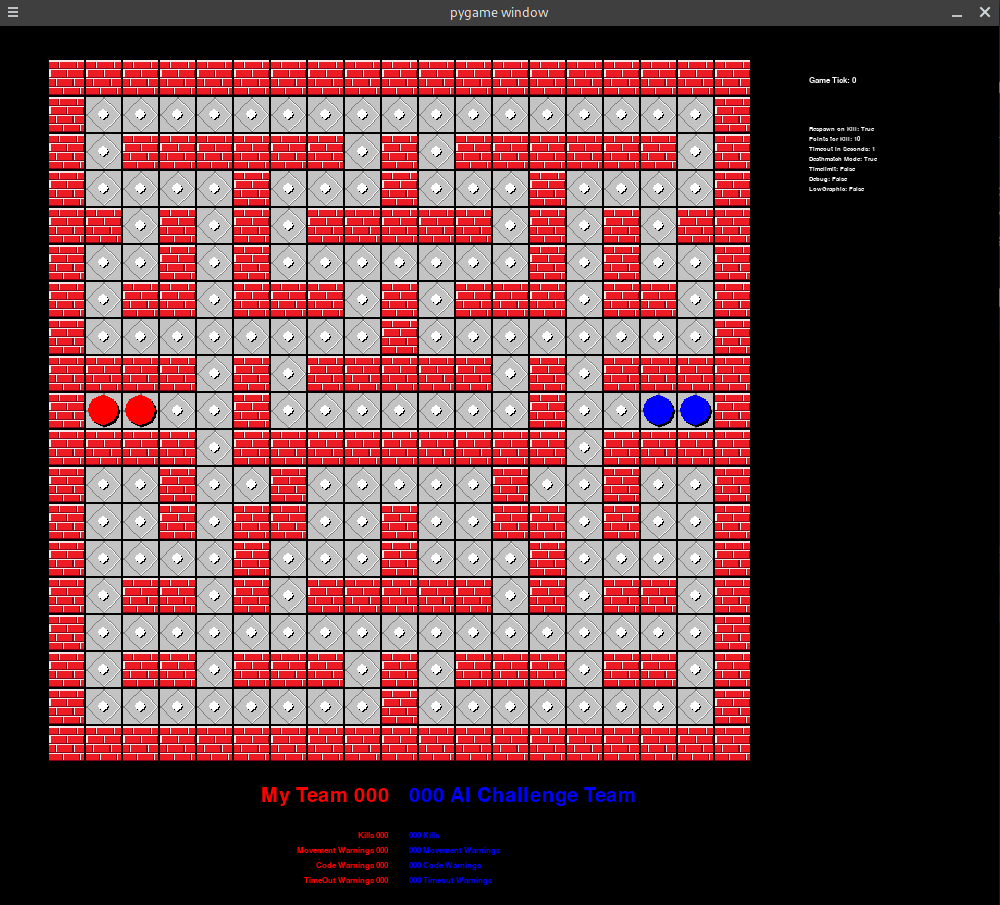 pygame window
Game Tick: 0
Respawn on Kill: True
Points for Kill: 10
Timeout in Seconds: 1
Deathmatch Mode: True
Timelimit: False
Debug: False
LowGraphic: False
My Team 000 000 AI Challenge Team
Kills 000 000 Kills
Movement Warnings 000 000 Movement Warnings
Code Warnings 000 000 Code Warnings
TimeOut Warnings 000 000 Timeout Warnings